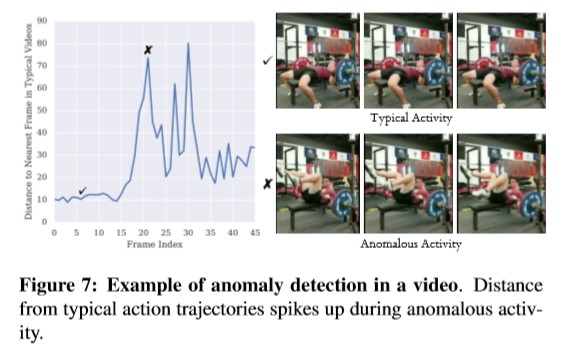 90
80
70
60
50
40
30
20
10
0
Distance to Nearest Frame in Typical Videos
✗
✓
0 5 10 15 20 25 30 35 40 45
Frame Index
✓
Typical Activity
✗
Anomalous Activity
Figure 7: Example of anomaly detection in a video. Distance
from typical action trajectories spikes up during anomalous activ-
ity.